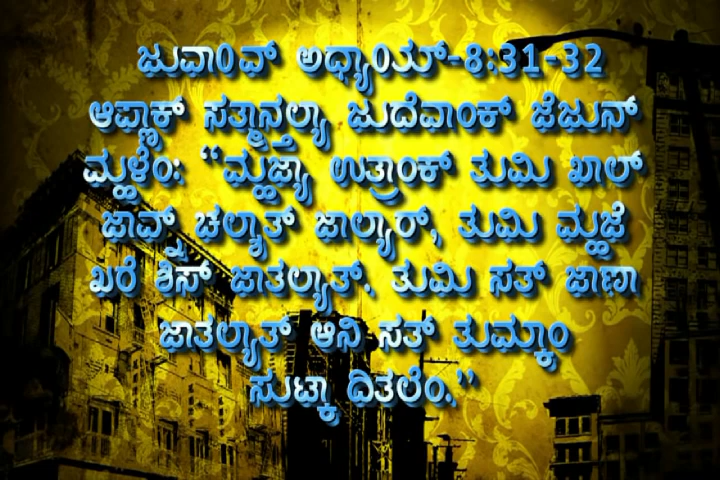 ಜುವಾಂವ್ ಅಧ್ಯಾಂಯ್-8:31-32
ಆಪ್ಣಾಕ್ ಸತ್ಮಾನ್ತಲ್ಯಾ ಜುದೆವಾಂಕ್ ಜೆಜುನ್
ಮ್ಹಳೆಂ: “ಮ್ಹಜ್ಯಾ ಉತ್ರಾಂಕ್ ತುಮಿ ಖಾಲ್
ಜಾವ್ನ್ ಚಲ್ಶಾತ್ ಜಾಲ್ಯಾರ್, ತುಮಿ ಮ್ಹಜೆ
ಖರೆ ಶಿಸ್ ಜಾತಲ್ಯಾತ್. ತುಮಿ ಸತ್ ಜಾಣಾ
ಜಾತಲ್ಯಾತ್ ಆನಿ ಸತ್ ತುಮ್ಕಾಂ
ಸುಟ್ಕಾ ದಿತಲೆಂ.”